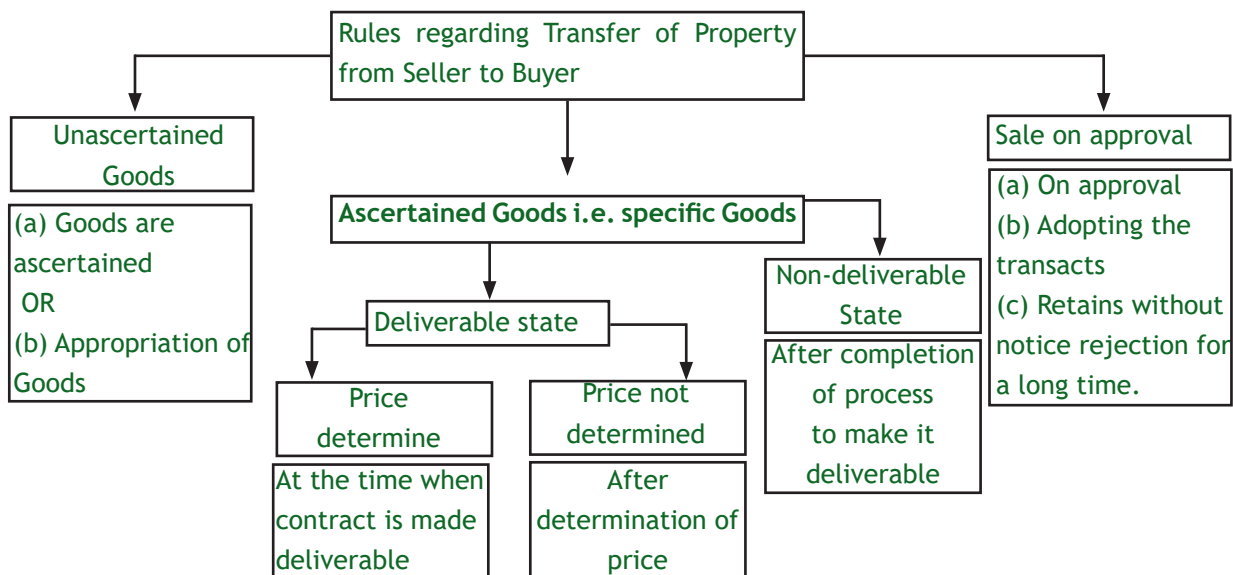 Rules regarding Transfer of Property
from Seller to Buyer
Unascertained
Goods
(a) Goods are
ascertained
OR
(b) Appropriation of
Goods
Ascertained Goods i.e. specific Goods
Deliverable state
Price
determine
At the time when
contract is made
deliverable
Price not
determined
After
determination of
price
Non-deliverable
State
After completion
of process
to make it
deliverable
Sale on approval
(a) On approval
(b) Adopting the
transacts
(c) Retains without
notice rejection for
a long time.